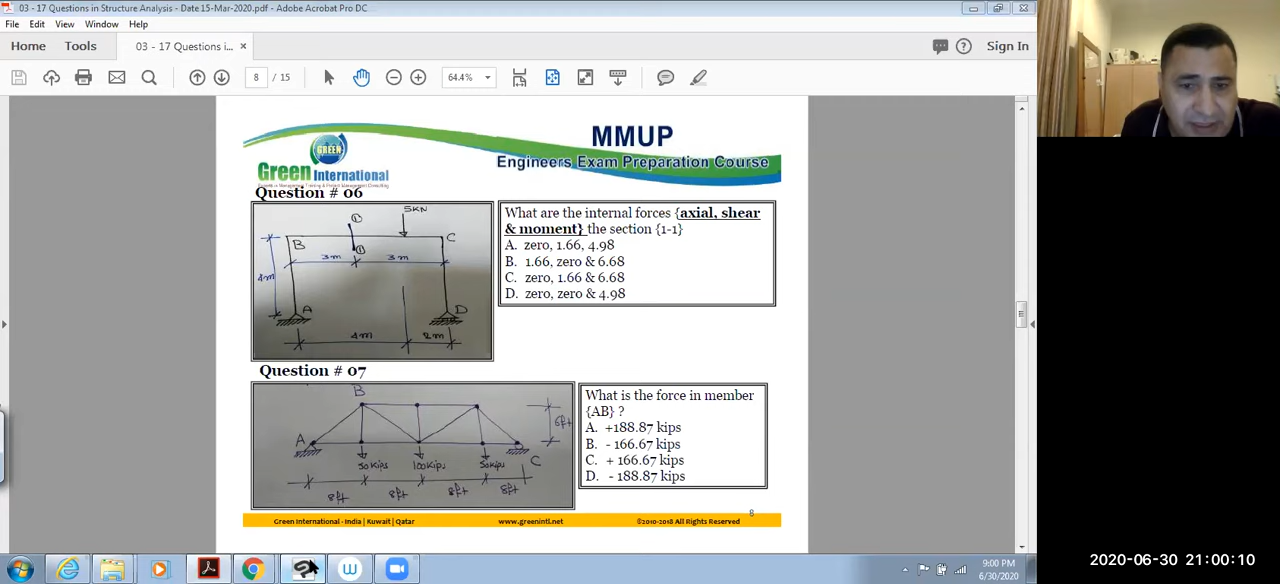 03 - 17 Questions in Structure Analysis - Date 15-Mar-2020.pdf - Adobe Acrobat Pro DC
File Edit View Window Help
Home Tools 03 - 17 Questions i... × Sign In
8 / 15 64.4%
MMUP
Engineers Exam Preparation Course
GREEN
Green International
Question # 06
5KN
1
1
B
C
3m
3m
4m
A
D
4m
2m
What are the internal forces {axial, shear
& moment} the section {1-1}
A. zero, 1.66, 4.98
B. 1.66, zero & 6.68
C. zero, 1.66 & 6.68
D. zero, zero & 4.98
Question # 07
B
A
6ft
50kips 100kips 50kips C
8ft 8ft 8ft 8ft
What is the force in member
{AB} ?
A. +188.87 kips
B. - 166.67 kips
C. + 166.67 kips
D. - 188.87 kips
8
Green International - India | Kuwait | Qatar www.greenintl.net ©2010-2018 All Rights Reserved
9:00 PM
6/30/2020
2020-06-30 21:00:10